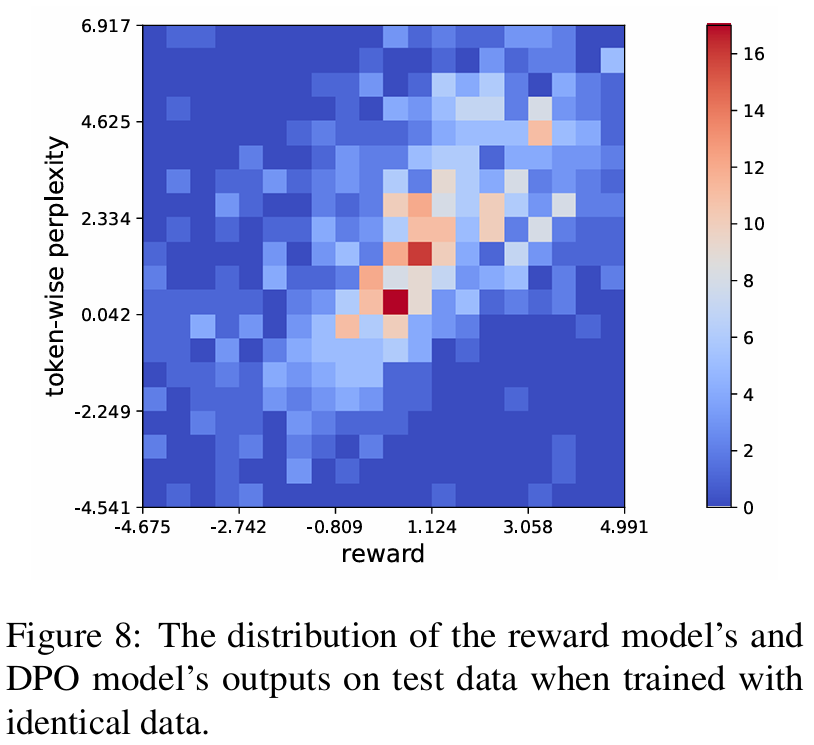 6.917
4.625
2.334
0.042
-2.249
-4.541
token-wise perplexity
-4.675 -2.742 -0.809 1.124 3.058 4.991
reward
16
14
12
10
8
6
4
2
0
Figure 8: The distribution of the reward model's and
DPO model's outputs on test data when trained with
identical data.